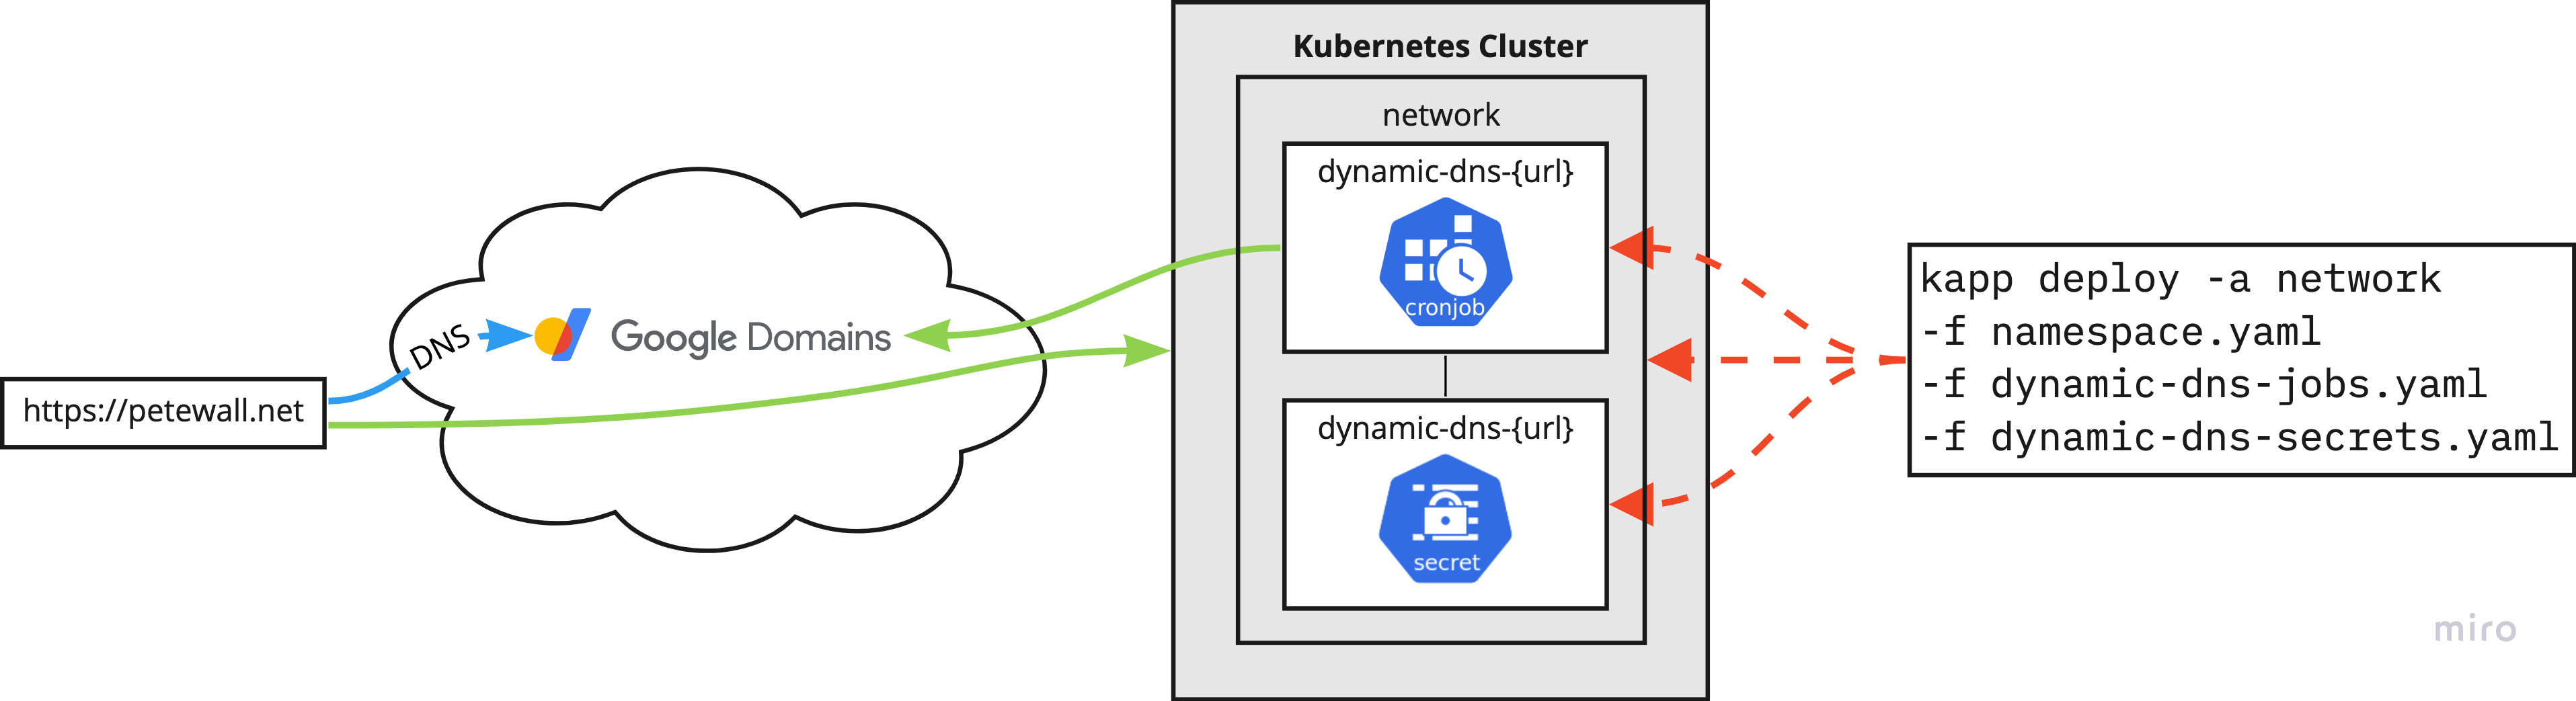 https://petewall.net
DNS
Google Domains
Kubernetes Cluster
network
dynamic-dns-{url}
cronjob
dynamic-dns-{url}
secret
kapp deploy -a network
-f namespace.yaml
-f dynamic-dns-jobs.yaml
-f dynamic-dns-secrets.yaml
miro